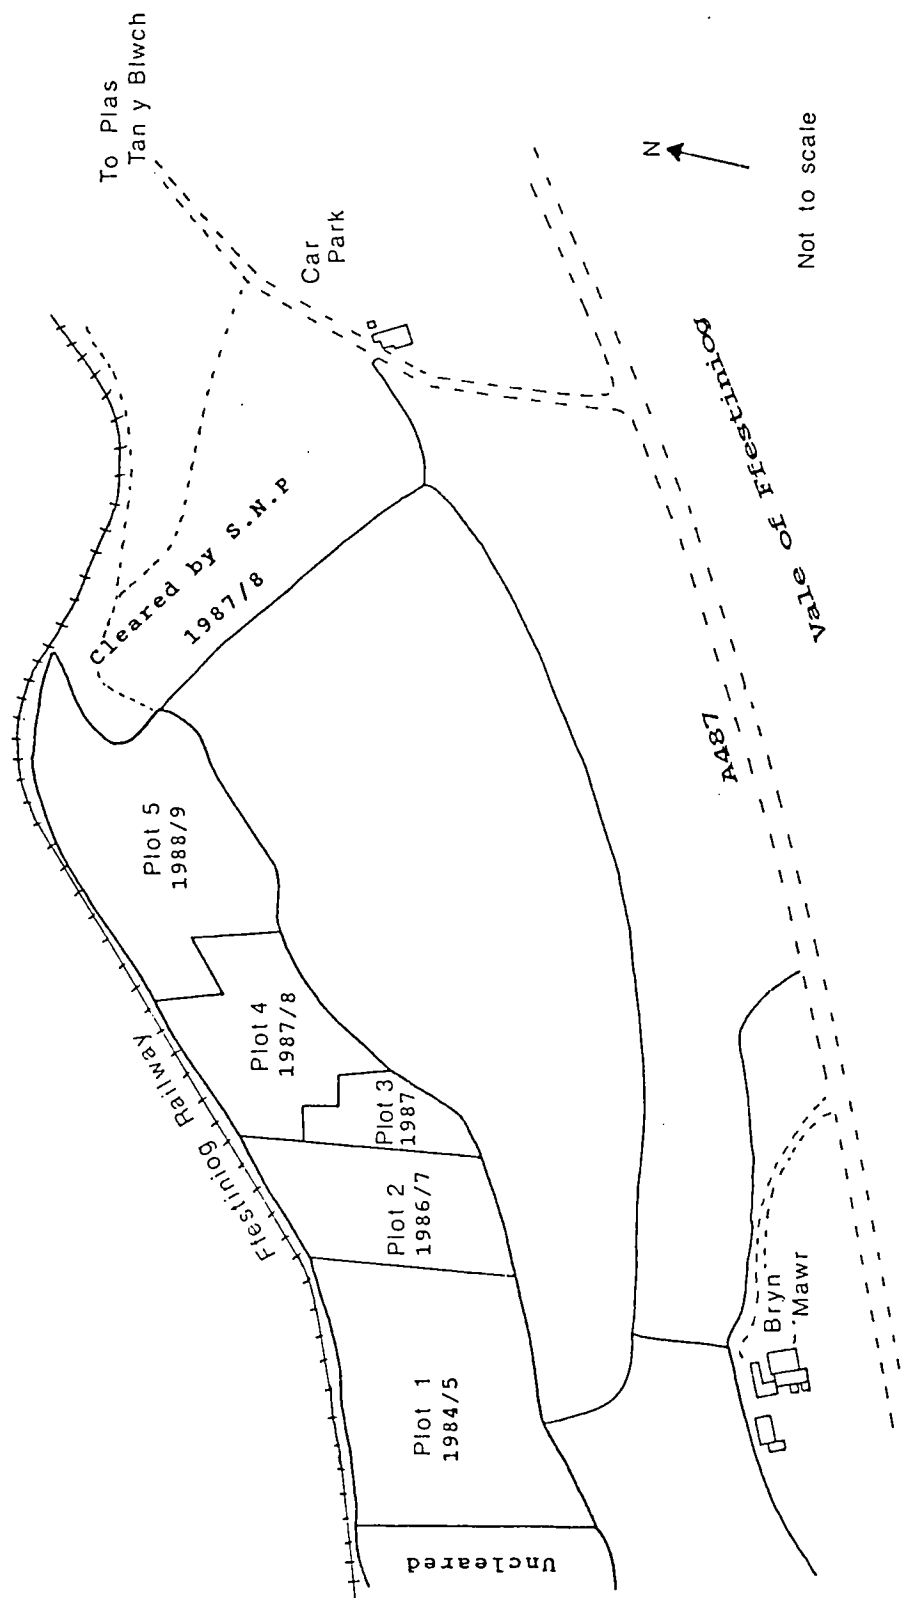 To Plas
Tan y Blwch
Car
Park
N
Not to scale
Cleared by S.N.P
1987/8
Vale of Ffestiniog
A487
Plot 5
1988/9
Plot 4
1987/8
Plot 3
1987
Plot 2
1986/7
Plot 1
1984/5
Ffestiniog Railway
Bryn
Mawr
Uncleared